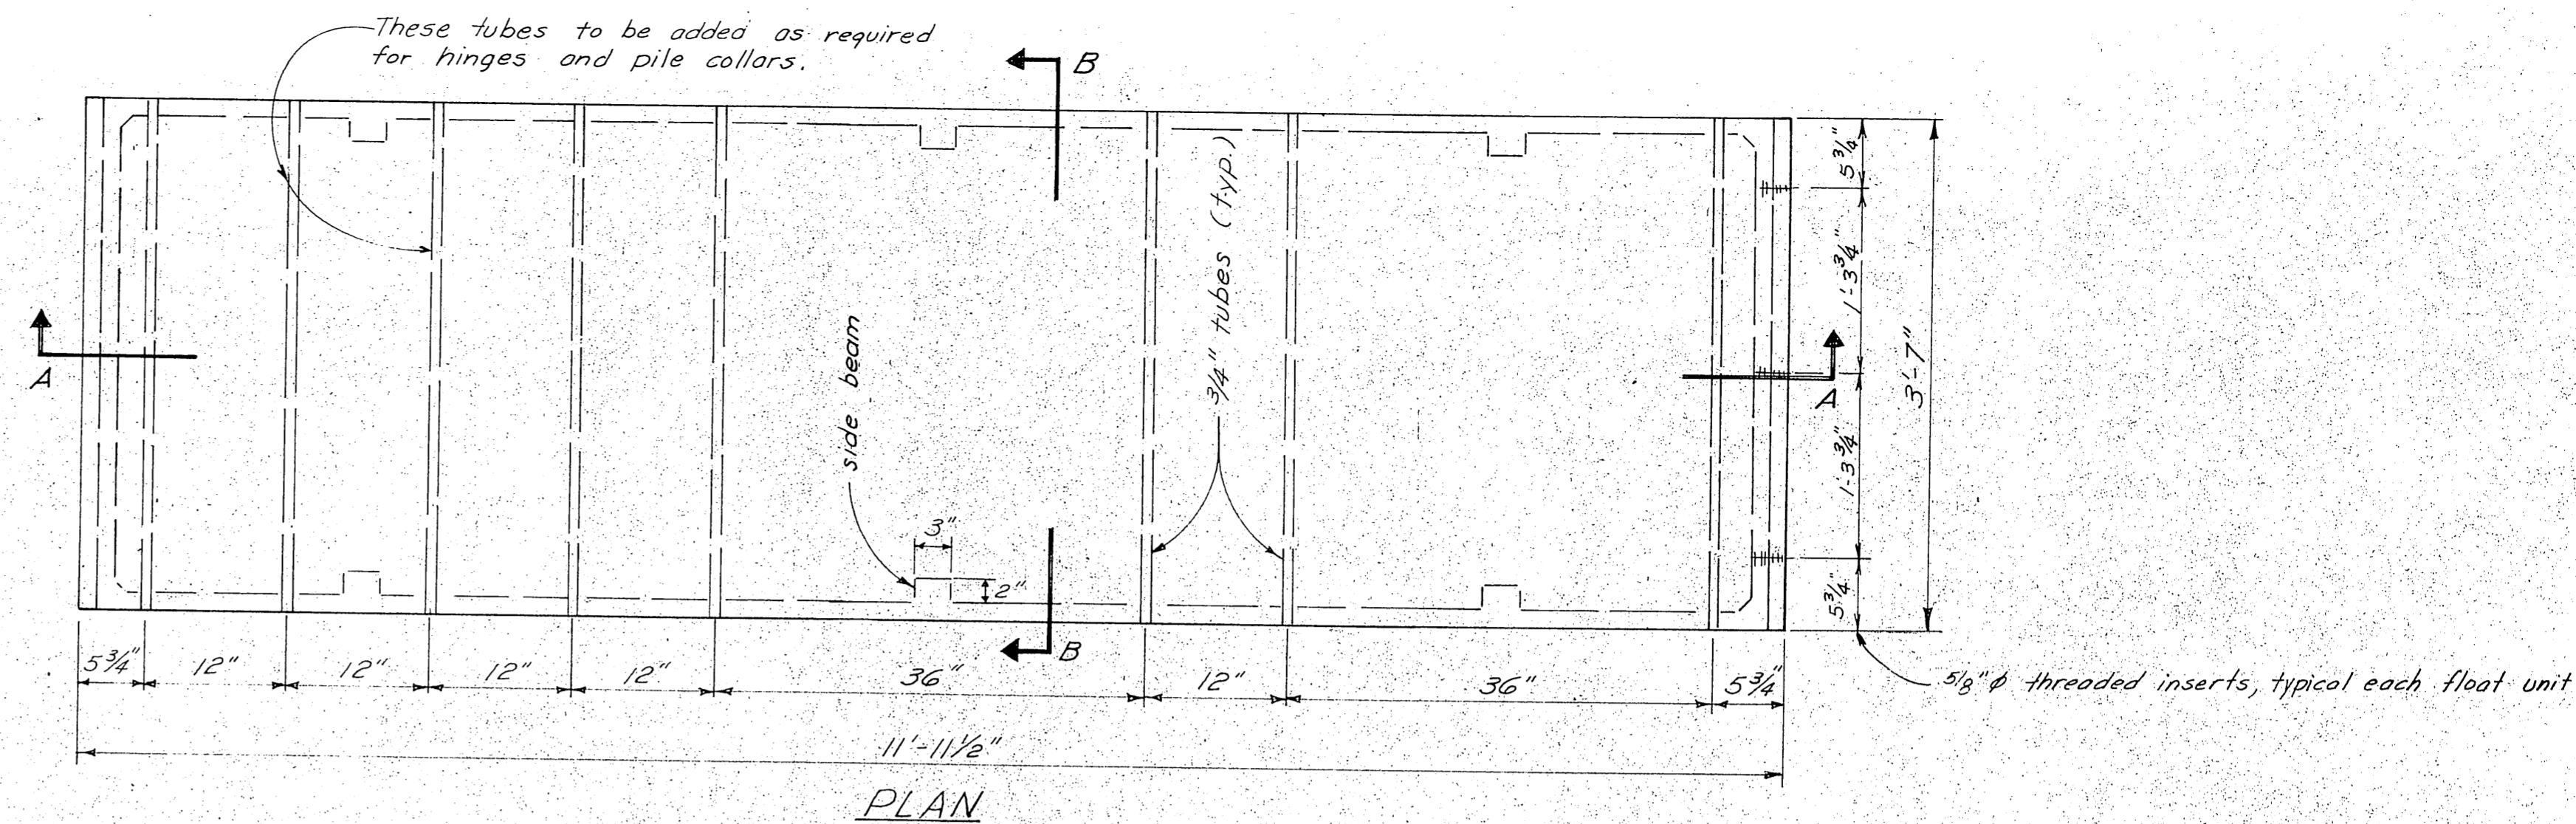 These tubes to be added as required
for hinges and pile collars.
B
A
side beam
3/4" tubes (typ.)
3"
2"
B
A
5 3/4"
1'-3 3/4"
1'-3 3/4"
5 3/4"
3'-7"
5 3/4"
12"
12"
12"
12"
36"
12"
36"
5 3/4"
5/8"ϕ threaded inserts, typical each float unit
11'-11 1/2"
PLAN